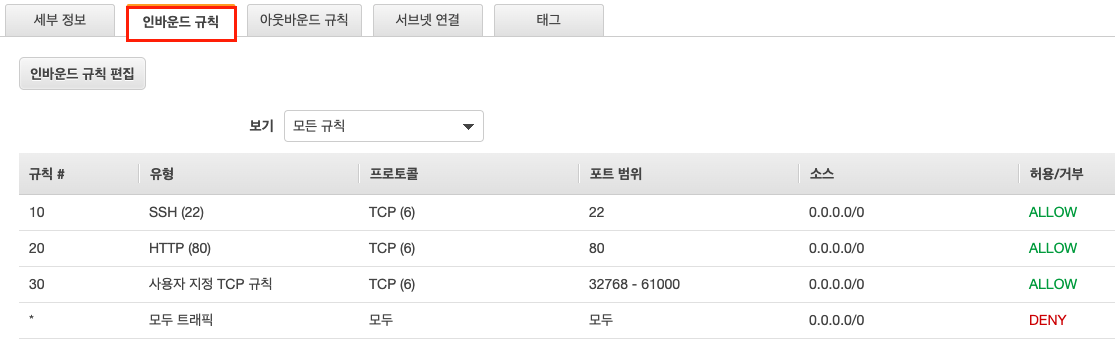 세부 정보 인바운드 규칙 아웃바운드 규칙 서브넷 연결 태그
인바운드 규칙 편집
보기 모든 규칙
규칙 # 유형 프로토콜 포트 범위 소스 허용/거부
10 SSH (22) TCP (6) 22 0.0.0.0/0 ALLOW
20 HTTP (80) TCP (6) 80 0.0.0.0/0 ALLOW
30 사용자 지정 TCP 규칙 TCP (6) 32768 - 61000 0.0.0.0/0 ALLOW
* 모두 트래픽 모두 모두 0.0.0.0/0 DENY